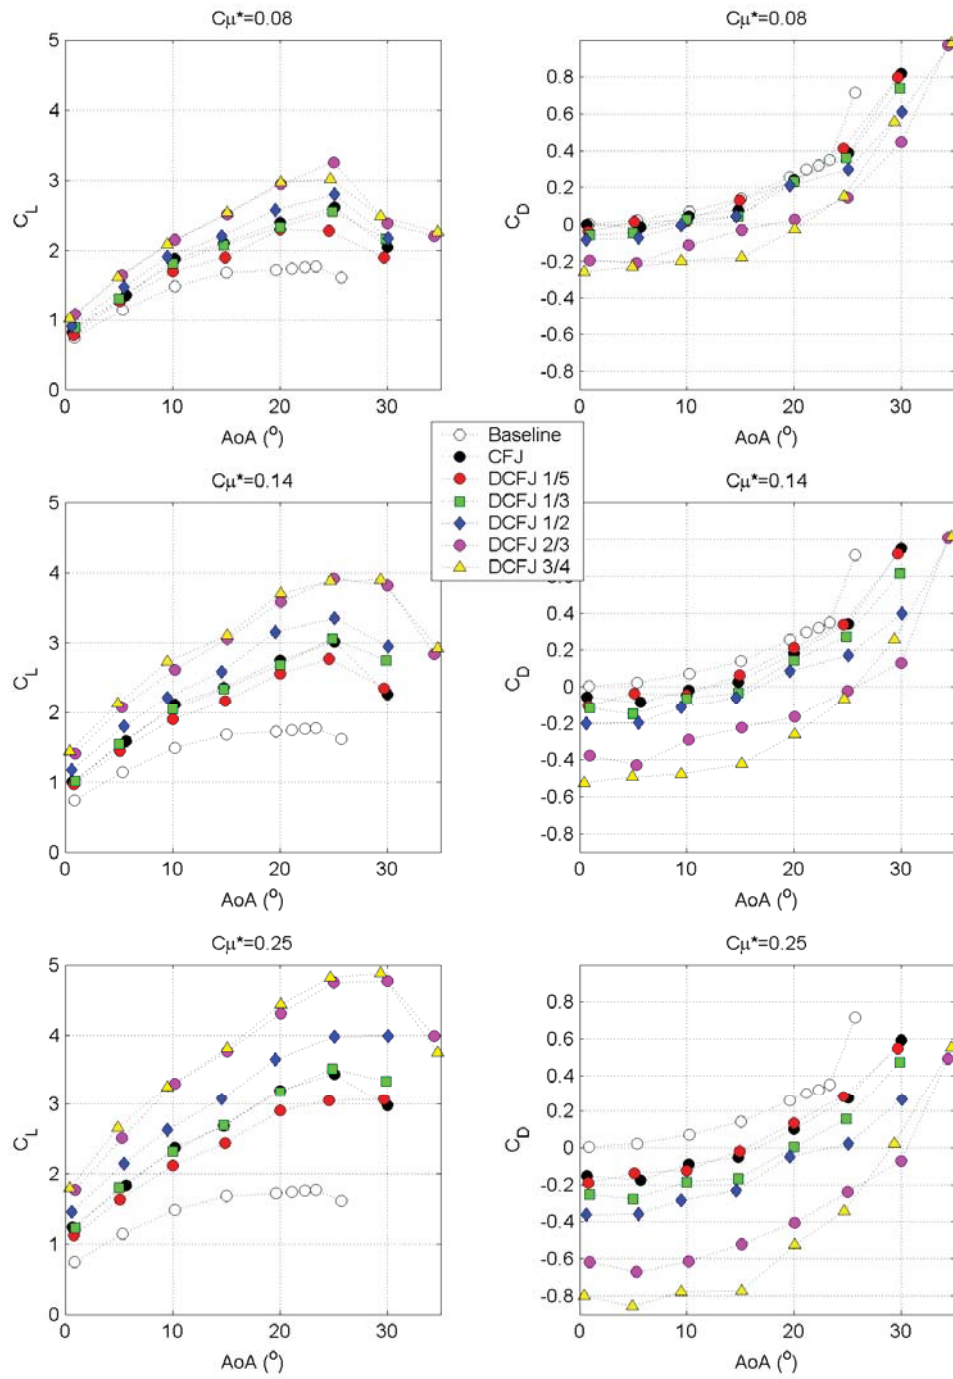 Cμ*=0.08
Cμ*=0.08
5
4
3
2
1
0
CL
0 10 20 30
AoA (o)
0.8
0.6
0.4
0.2
0
-0.2
-0.4
-0.6
-0.8
CD
0 10 20 30
AoA (o)
Baseline
CFJ
DCFJ 1/5
DCFJ 1/3
DCFJ 1/2
DCFJ 2/3
DCFJ 3/4
Cμ*=0.14
Cμ*=0.14
5
4
3
2
1
0
CL
0 10 20 30
AoA (o)
0.4
0.2
0
-0.2
-0.4
-0.6
-0.8
CD
0 10 20 30
AoA (o)
Cμ*=0.25
Cμ*=0.25
5
4
3
2
1
0
CL
0 10 20 30
AoA (o)
0.8
0.6
0.4
0.2
0
-0.2
-0.4
-0.6
-0.8
CD
0 10 20 30
AoA (o)